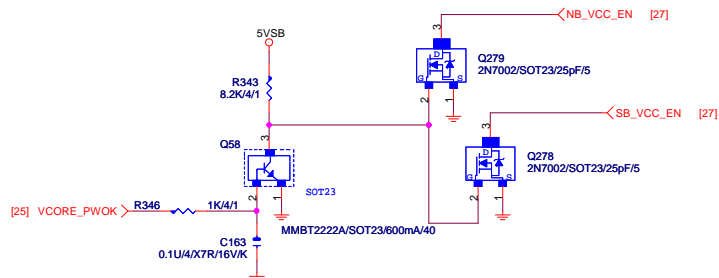 NB_VCC_EN [27]
3
5VSB
D
Q279
2N7002/SOT23/25pF/5
R343
8.2K/4/1
G S
2 1
3
SB_VCC_EN [27]
3
Q58
D
Q278
2N7002/SOT23/25pF/5
G S
SOT23
2 1
2 1
[25] VCORE_PWOK R346 1K/4/1
MMBT2222A/SOT23/600mA/40
C163
0.1U/4/X7R/16V/K